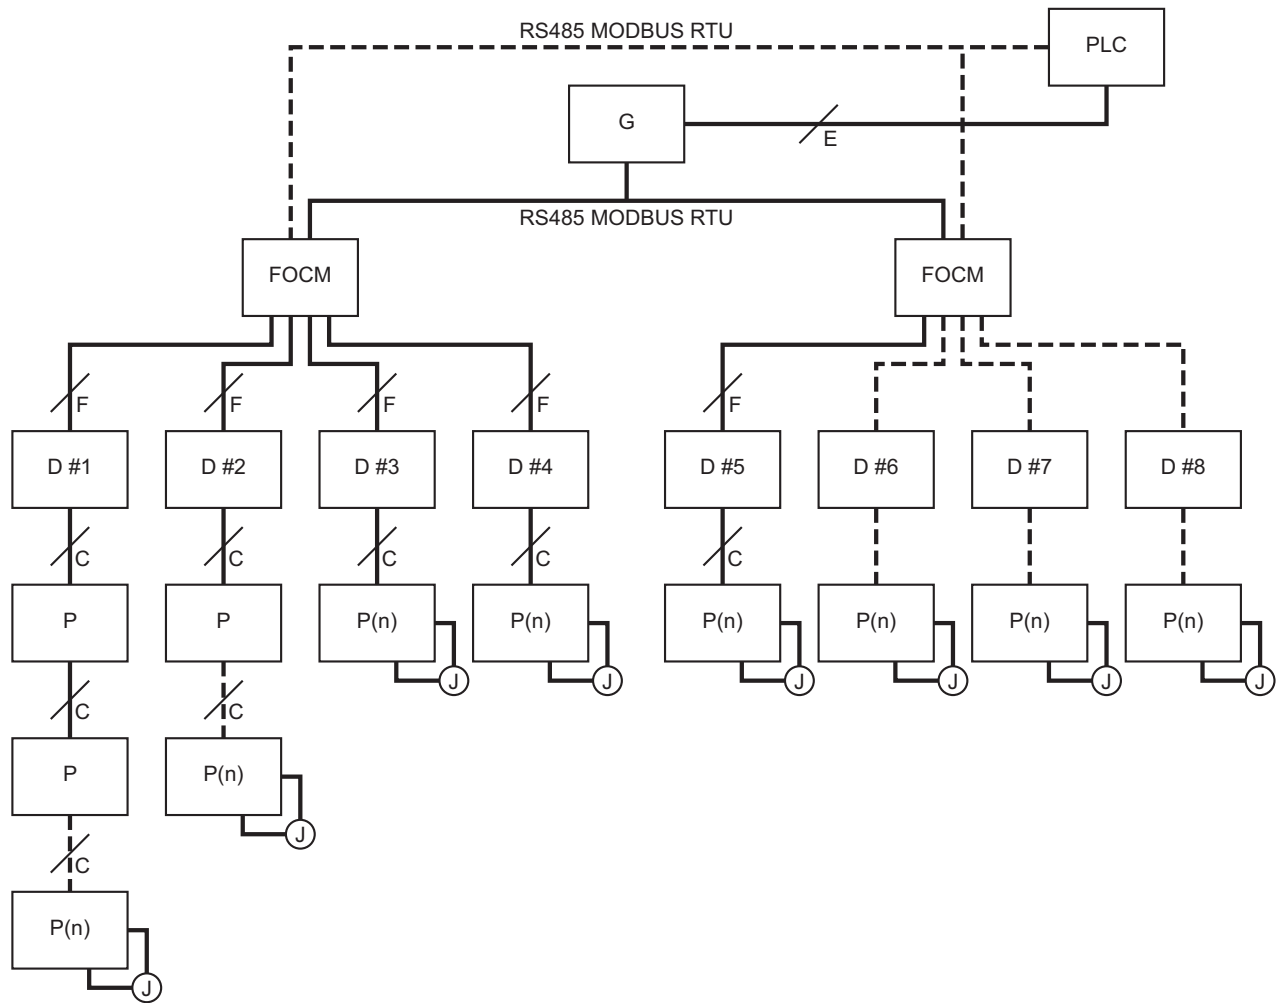 RS485 MODBUS RTU
PLC
G
E
RS485 MODBUS RTU
FOCM
FOCM
F
F
F
F
F
D #1
D #2
D #3
D #4
D #5
D #6
D #7
D #8
C
C
C
C
C
P
P
P(n)
P(n)
P(n)
P(n)
P(n)
P(n)
J
J
J
J
J
J
C
C
P
P(n)
J
C
P(n)
J